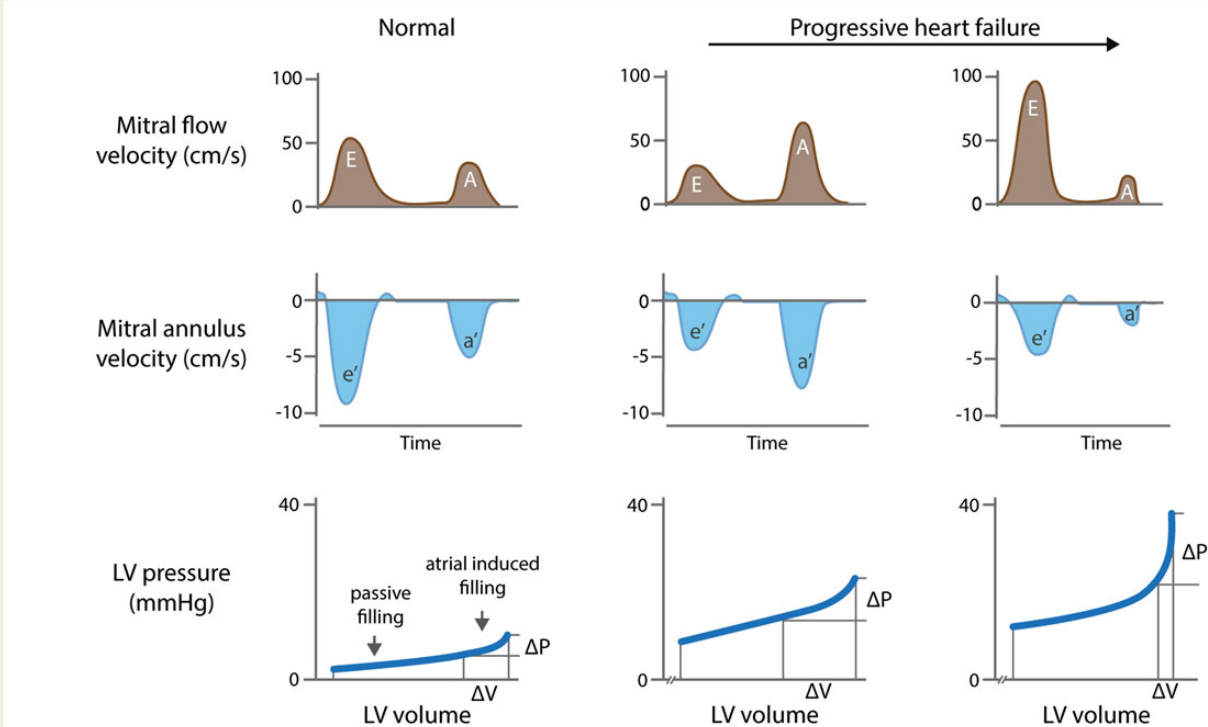 Normal
Progressive heart failure
Mitral flow
velocity (cm/s)
100
50
0
E
A
100
50
0
E
A
100
50
0
E
A
Mitral annulus
velocity (cm/s)
0
-5
-10
e′
a′
Time
0
-5
-10
e′
a′
Time
0
-5
-10
e′
a′
Time
LV pressure
(mmHg)
40
0
passive
filling
atrial induced
filling
ΔP
ΔV
LV volume
40
0
ΔP
ΔV
LV volume
40
0
ΔP
ΔV
LV volume